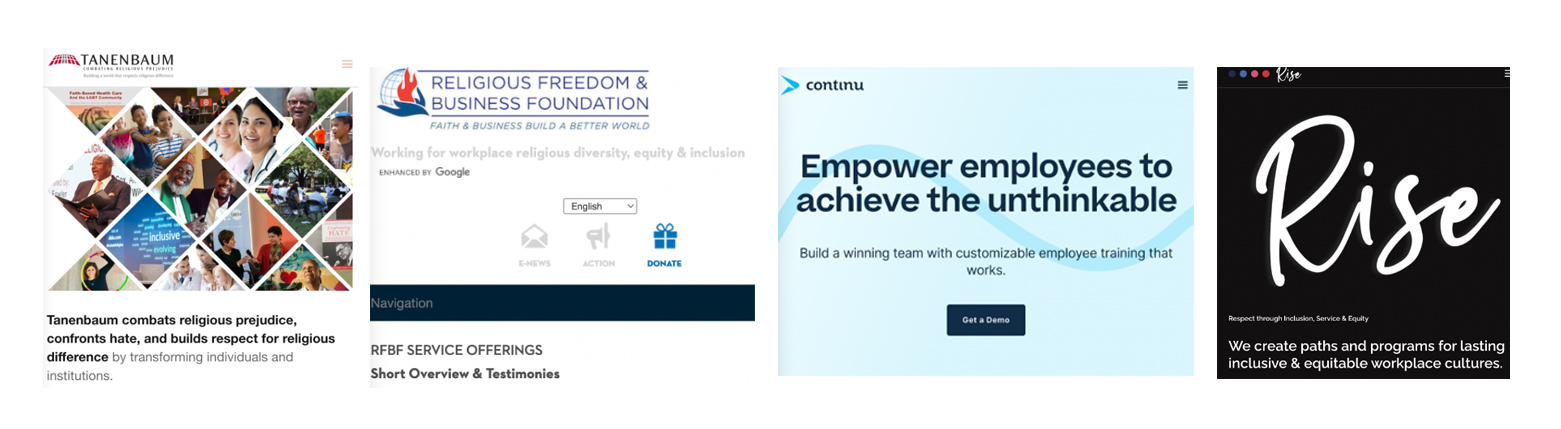 TANENBAUM
COMBATING RELIGIOUS PREJUDICE
Building a world that respects religious difference
Faith-Based Health Care
And the LGBT Community
inclusive
evolving
Confronting
HATE
Tanenbaum combats religious prejudice,
confronts hate, and builds respect for religious
difference by transforming individuals and
institutions.
RELIGIOUS FREEDOM &
BUSINESS FOUNDATION
FAITH & BUSINESS BUILD A BETTER WORLD
Working for workplace religious diversity, equity & inclusion
ENHANCED BY Google
English
E-NEWS
ACTION
DONATE
Navigation
RFBF SERVICE OFFERINGS
Short Overview & Testimonies
continu
Empower employees to
achieve the unthinkable
Build a winning team with customizable employee training that
works.
Get a Demo
Rise
Rise
Respect through Inclusion, Service & Equity
We create paths and programs for lasting
inclusive & equitable workplace cultures.